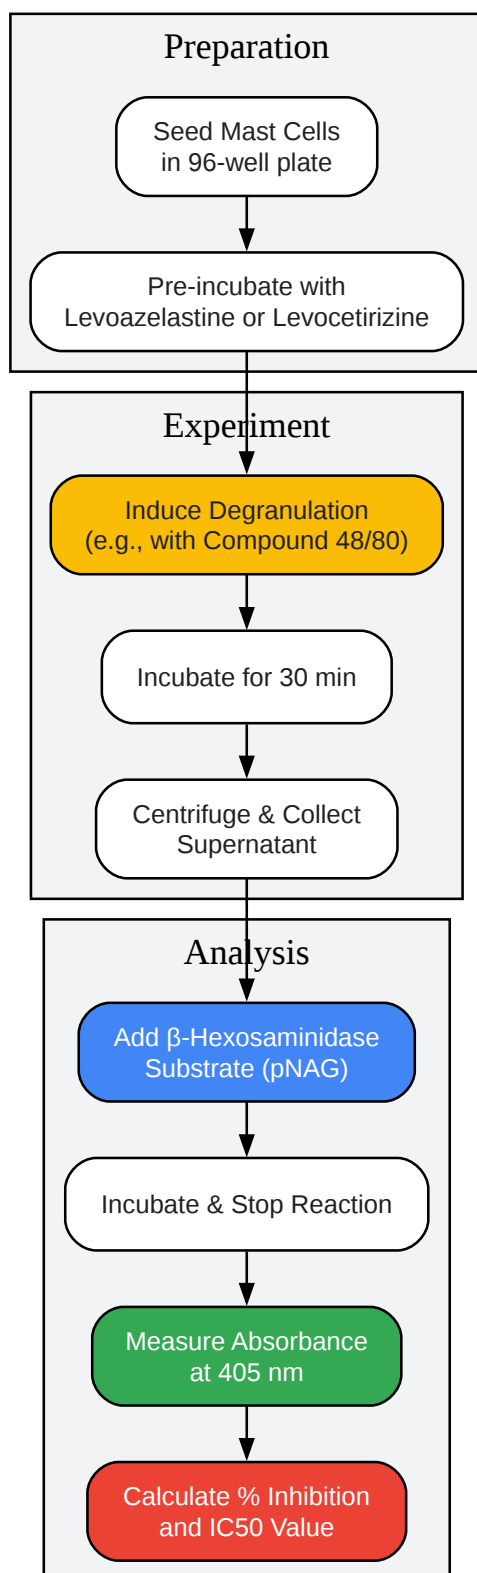 Preparation
Seed Mast Cells
in 96-well plate
Pre-incubate with
Levoazelastine or Levocetirizine
Experiment
Induce Degranulation
(e.g., with Compound 48/80)
Incubate for 30 min
Centrifuge & Collect
Supernatant
Analysis
Add β-Hexosaminidase
Substrate (pNAG)
Incubate & Stop Reaction
Measure Absorbance
at 405 nm
Calculate % Inhibition
and IC50 Value